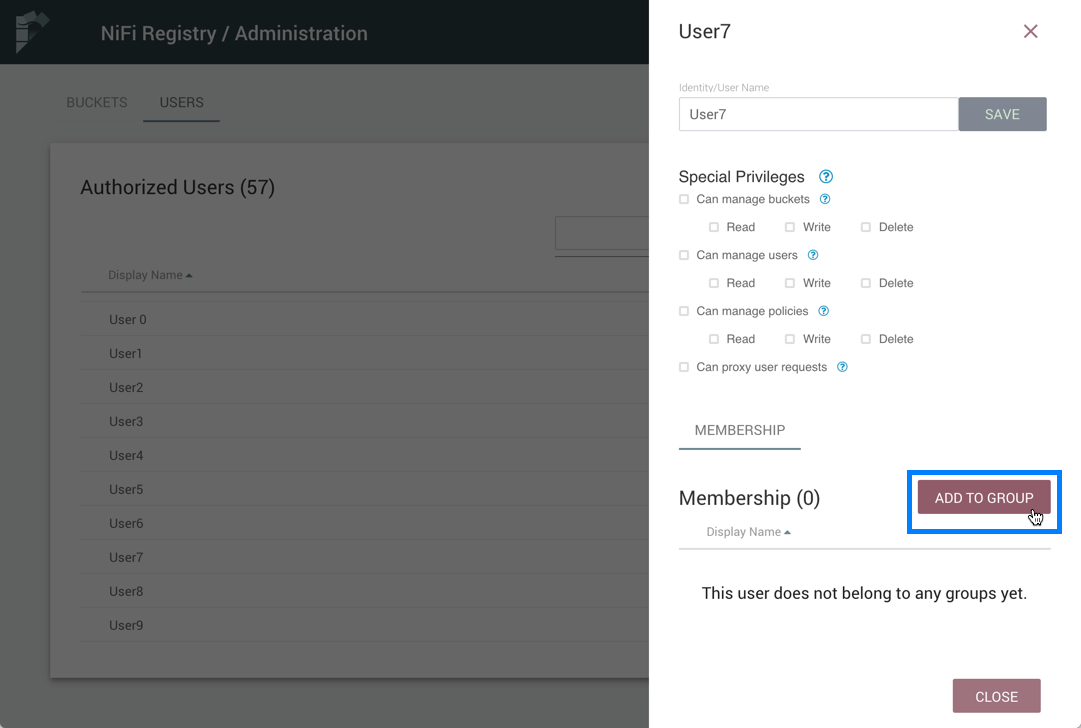 NiFi Registry / Administration
BUCKETS USERS
Authorized Users (57)
Display Name
User 0
User1
User2
User3
User4
User5
User6
User7
User8
User9
User7
Identity/User Name
User7 SAVE
Special Privileges ?
Can manage buckets ?
Read Write Delete
Can manage users ?
Read Write Delete
Can manage policies ?
Read Write Delete
Can proxy user requests ?
MEMBERSHIP
Membership (0) ADD TO GROUP
Display Name
This user does not belong to any groups yet.
CLOSE